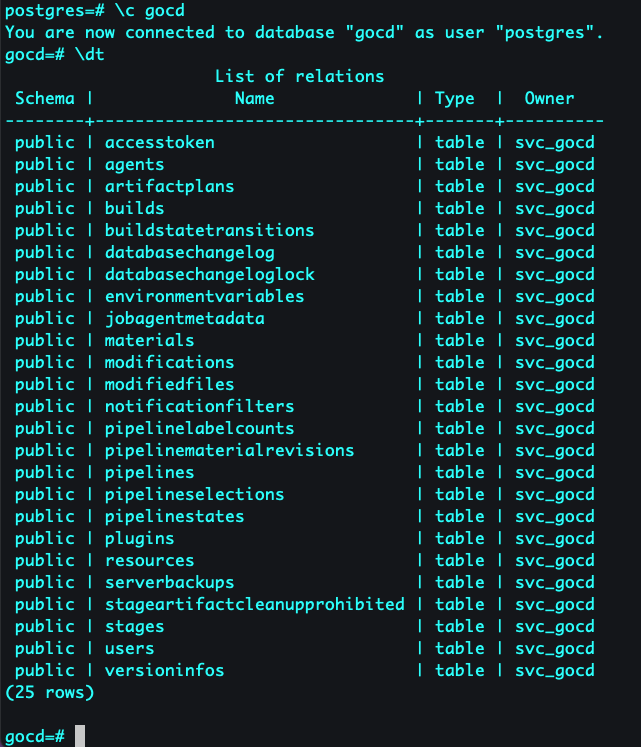 postgres=# \c gocd
You are now connected to database "gocd" as user "postgres".
gocd=# \dt
                     List of relations
 Schema |              Name              | Type  |  Owner
--------+--------------------------------+-------+----------
 public | accesstoken                    | table | svc_gocd
 public | agents                         | table | svc_gocd
 public | artifactplans                  | table | svc_gocd
 public | builds                         | table | svc_gocd
 public | buildstatetransitions          | table | svc_gocd
 public | databasechangelog              | table | svc_gocd
 public | databasechangeloglock          | table | svc_gocd
 public | environmentvariables           | table | svc_gocd
 public | jobagentmetadata               | table | svc_gocd
 public | materials                      | table | svc_gocd
 public | modifications                  | table | svc_gocd
 public | modifiedfiles                  | table | svc_gocd
 public | notificationfilters            | table | svc_gocd
 public | pipelinelabelcounts            | table | svc_gocd
 public | pipelinematerialrevisions      | table | svc_gocd
 public | pipelines                      | table | svc_gocd
 public | pipelineselections             | table | svc_gocd
 public | pipelinestates                 | table | svc_gocd
 public | plugins                        | table | svc_gocd
 public | resources                      | table | svc_gocd
 public | serverbackups                  | table | svc_gocd
 public | stageartifactcleanupprohibited | table | svc_gocd
 public | stages                         | table | svc_gocd
 public | users                          | table | svc_gocd
 public | versioninfos                   | table | svc_gocd
(25 rows)
gocd=#